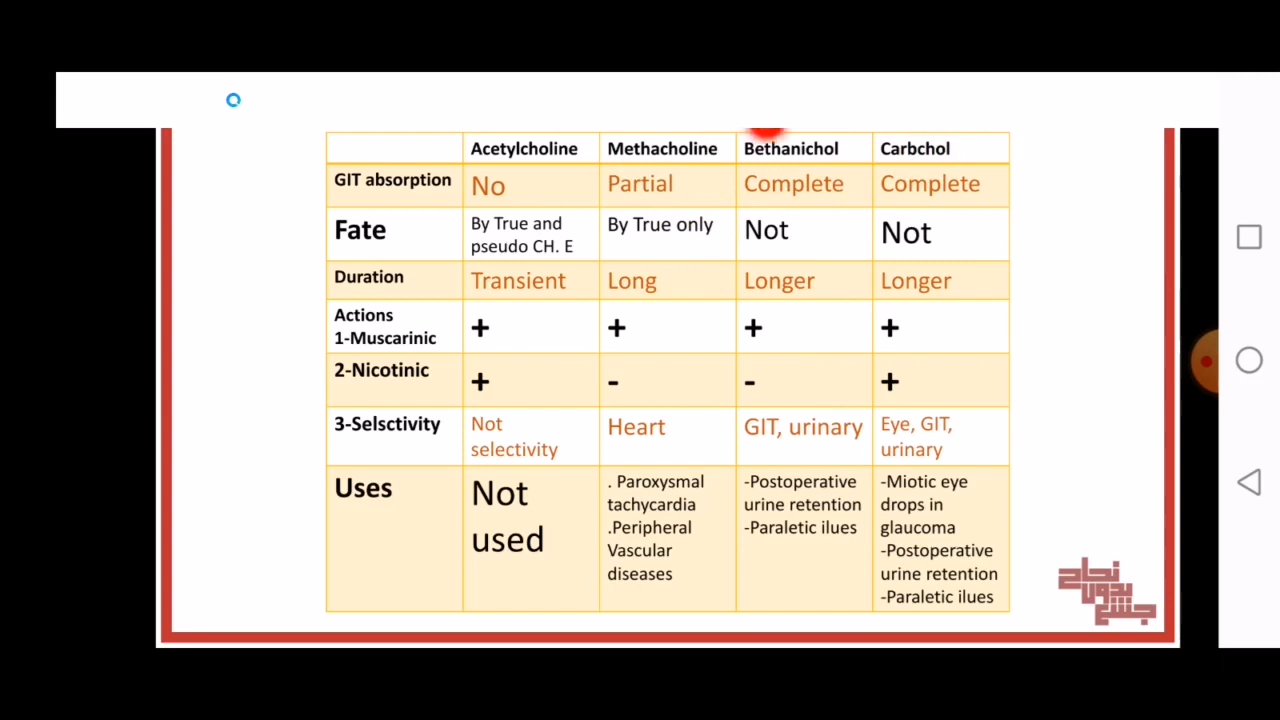 Acetylcholine Methacholine Bethanichol Carbchol
GIT absorption No Partial Complete Complete
Fate By True and pseudo CH. E By True only Not Not
Duration Transient Long Longer Longer
Actions
1-Muscarinic + + + +
2-Nicotinic + - - +
3-Selsctivity Not selectivity Heart GIT, urinary Eye, GIT, urinary
Uses
Not
used
. Paroxysmal
tachycardia
.Peripheral
Vascular
diseases
-Postoperative
urine retention
-Paraletic ilues
-Miotic eye
drops in
glaucoma
-Postoperative
urine retention
-Paraletic ilues
نجاح
بدون